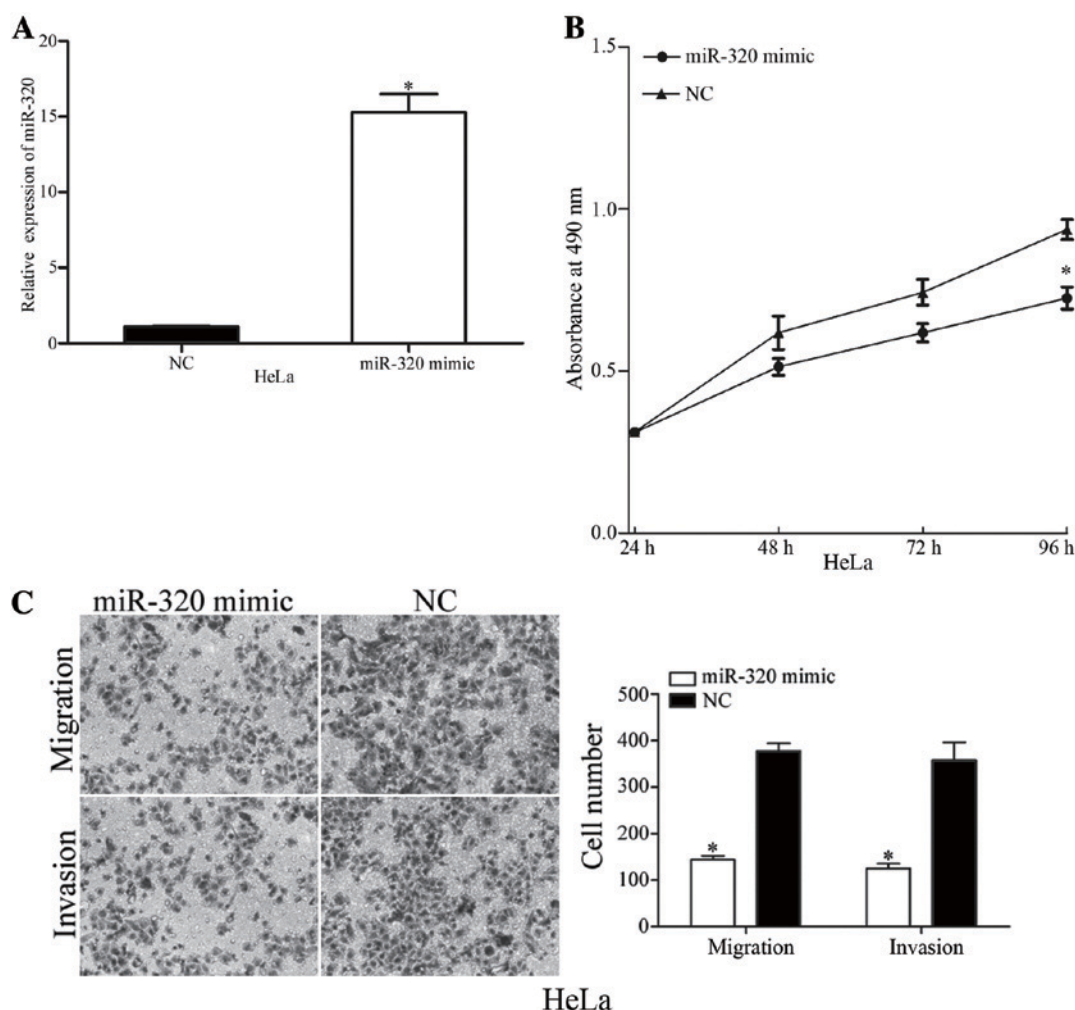 A
Relative expression of miR-320
20
15
10
5
0
*
NC
miR-320 mimic
HeLa
B
Absorbance at 490 nm
1.5
1.0
0.5
0.0
miR-320 mimic
NC
*
24 h
48 h
72 h
96 h
HeLa
C
miR-320 mimic
NC
Migration
Invasion
miR-320 mimic
NC
Cell number
500
400
300
200
100
0
*
*
Migration
Invasion
HeLa